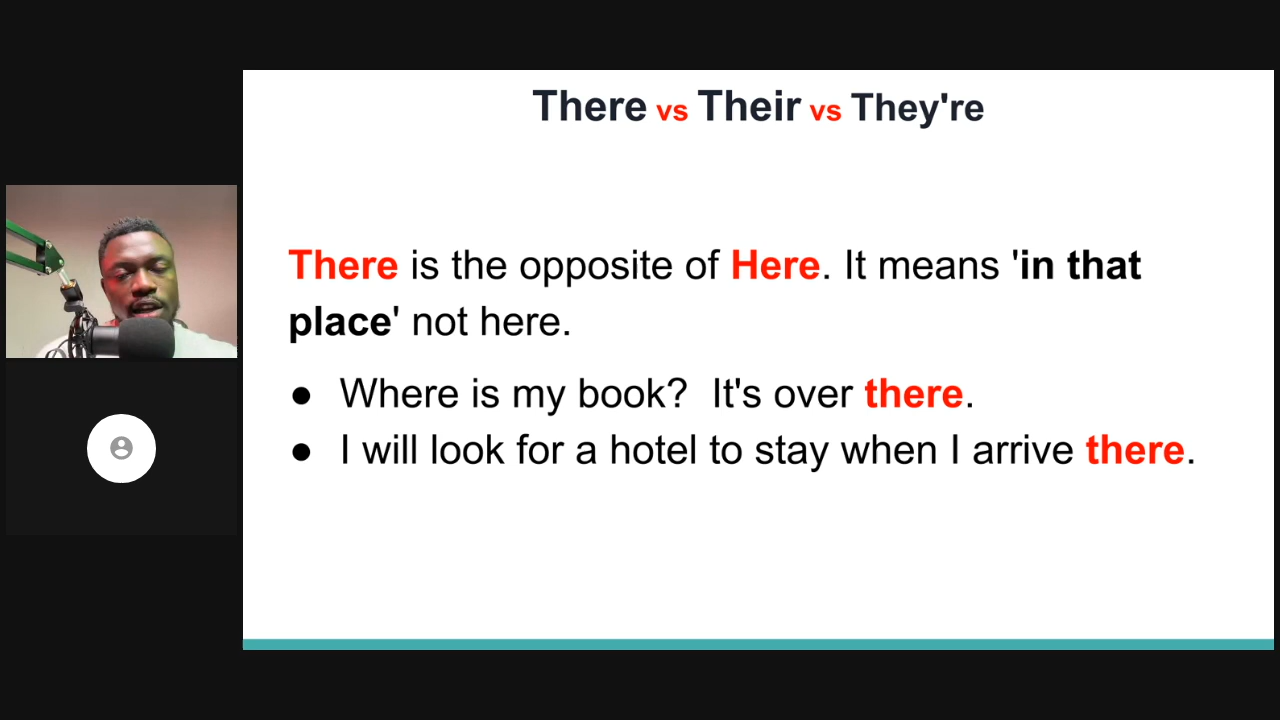 There vs Their vs They're
There is the opposite of Here. It means 'in that
place' not here.
● Where is my book?  It's over there.
● I will look for a hotel to stay when I arrive there.